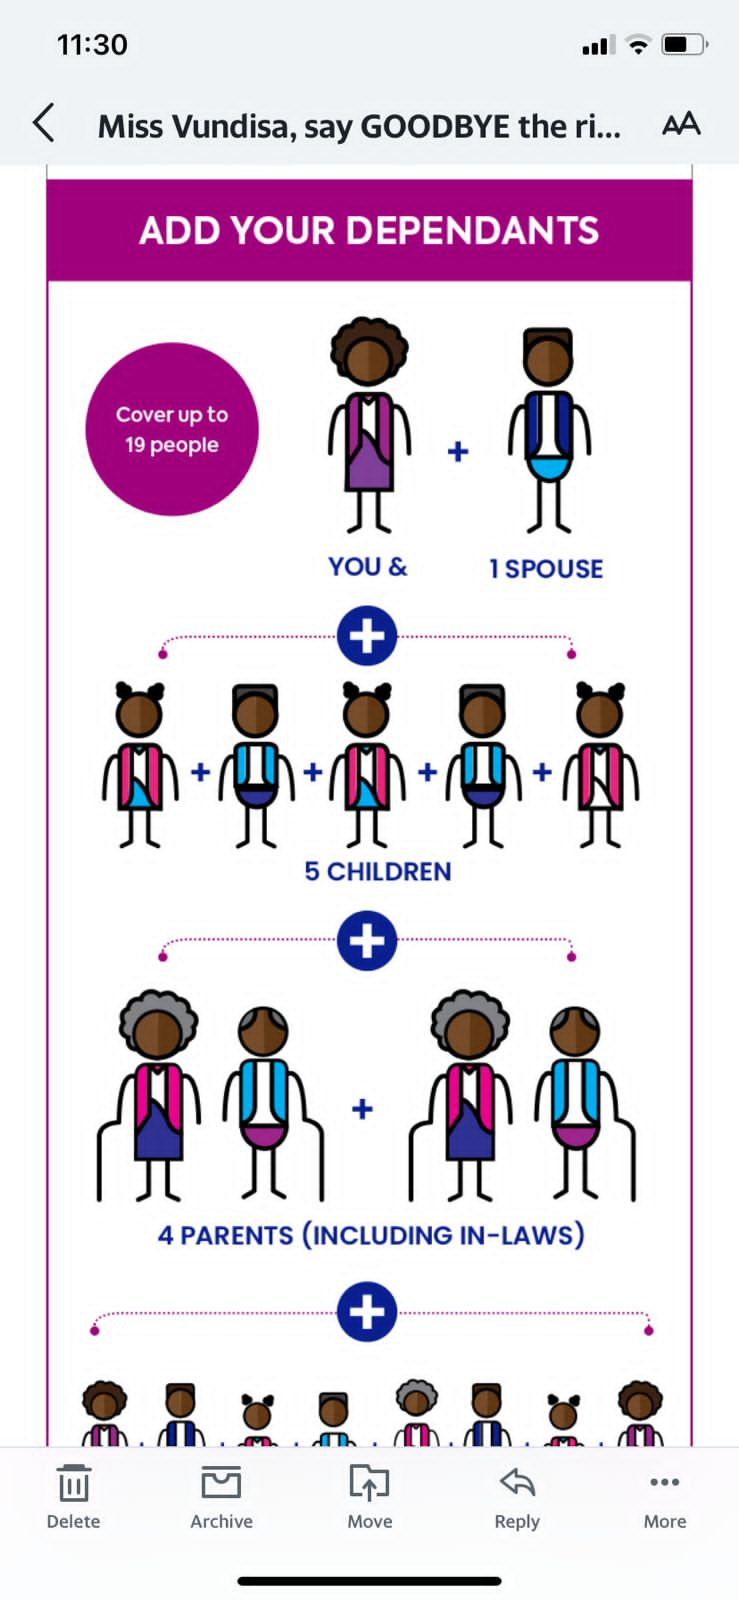 11:30
Miss Vundisa, say GOODBYE the ri...
AA
ADD YOUR DEPENDANTS
Cover up to
19 people
YOU &
1 SPOUSE
5 CHILDREN
4 PARENTS (INCLUDING IN-LAWS)
Delete
Archive
Move
Reply
More